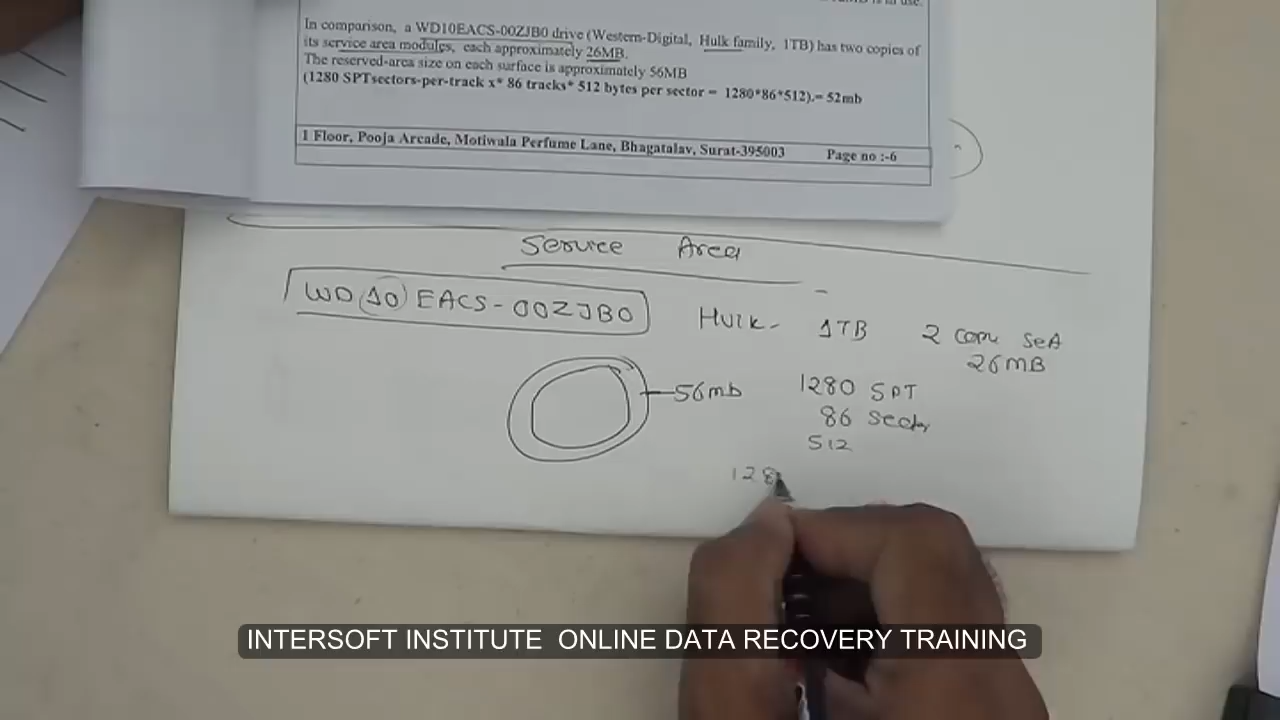 In comparison, a WD10EACS-00ZJB0 drive (Western-Digital, Hulk family, 1TB) has two copies of
its service area modules, each approximately 26MB.
The reserved-area size on each surface is approximately 56MB
(1280 SPTsectors-per-track x* 86 tracks* 512 bytes per sector = 1280*86*512).= 52mb
1 Floor, Pooja Arcade, Motiwala Perfume Lane, Bhagatalav, Surat-395003 Page no :-6
Service Area
WD10EACS-00ZJB0 Hulk- 1TB 2 copy SeA
26MB
56mb 1280 SPT
86 Sector
512
128
INTERSOFT INSTITUTE ONLINE DATA RECOVERY TRAINING